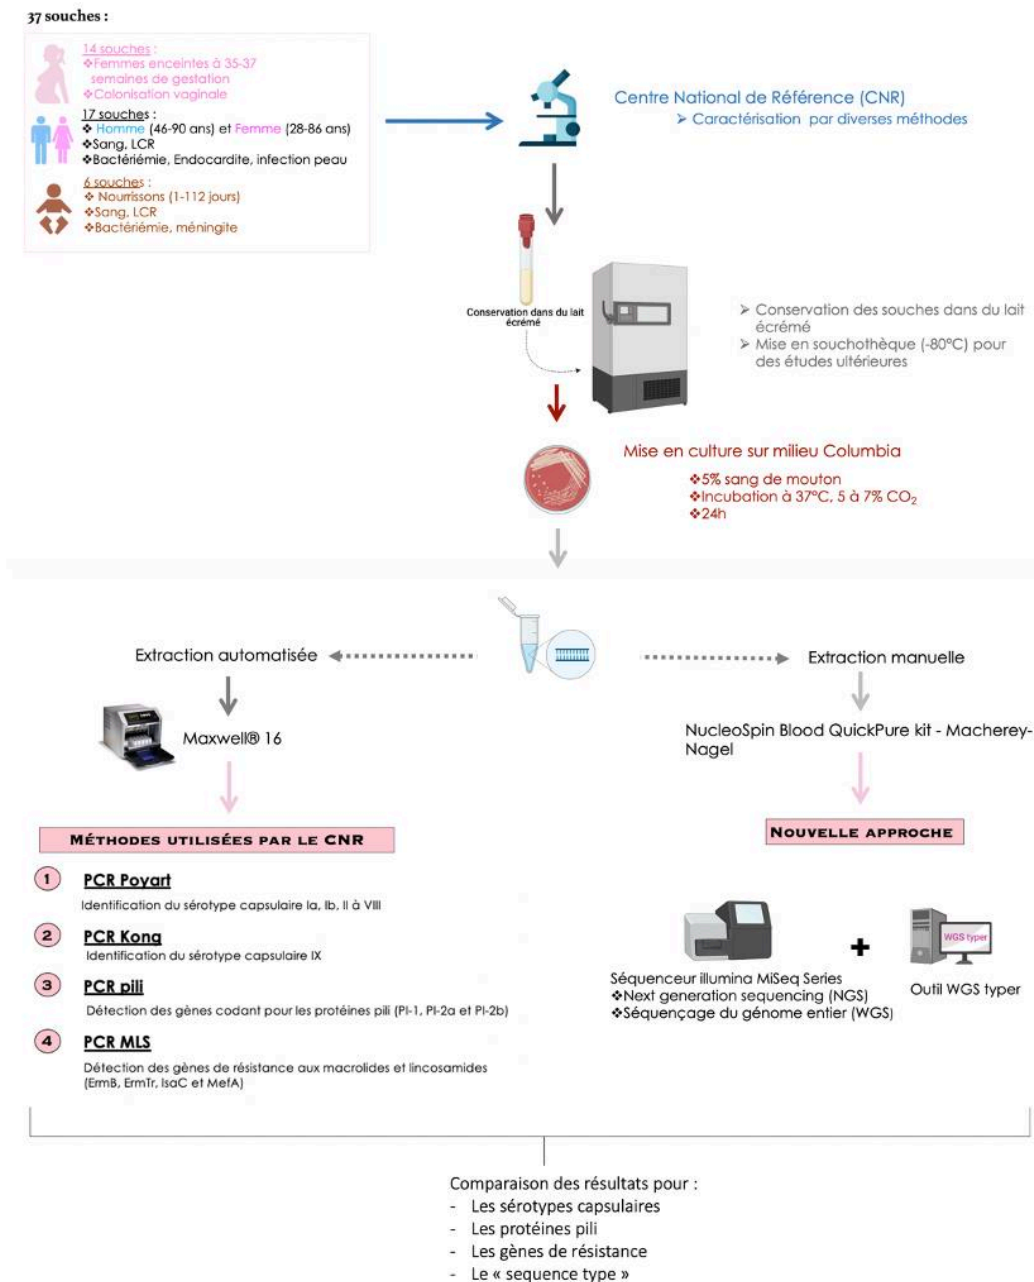 37 souches :
14 souches :
❖Femmes enceintes à 35-37
semaines de gestation
❖Colonisation vaginale
17 souches :
❖ Homme (46-90 ans) et Femme (28-86 ans)
❖Sang, LCR
❖Bactériémie, Endocardite, infection peau
6 souches :
❖ Nourrissons (1-112 jours)
❖Sang, LCR
❖Bactériémie, méningite
Centre National de Référence (CNR)
➢ Caractérisation par diverses méthodes
Conservation dans du lait
écrémé
➢ Conservation des souches dans du lait
écrémé
➢ Mise en souchothèque (-80°C) pour
des études ultérieures
Mise en culture sur milieu Columbia
❖5% sang de mouton
❖Incubation à 37°C, 5 à 7% CO₂
❖24h
Extraction automatisée
Extraction manuelle
Maxwell® 16
NucleoSpin Blood QuickPure kit - Macherey-
Nagel
MÉTHODES UTILISÉES PAR LE CNR
NOUVELLE APPROCHE
1 PCR Poyart
Identification du sérotype capsulaire Ia, Ib, II à VIII
2 PCR Kong
Identification du sérotype capsulaire IX
3 PCR pili
Détection des gènes codant pour les protéines pili (PI-1, PI-2a et PI-2b)
4 PCR MLS
Détection des gènes de résistance aux macrolides et lincosamides
(ErmB, ErmTr, lsaC et MefA)
WGS typer
+
Séquenceur illumina MiSeq Series
❖Next generation sequencing (NGS)
❖Séquençage du génome entier (WGS)
Outil WGS typer
Comparaison des résultats pour :
- Les sérotypes capsulaires
- Les protéines pili
- Les gènes de résistance
- Le « sequence type »